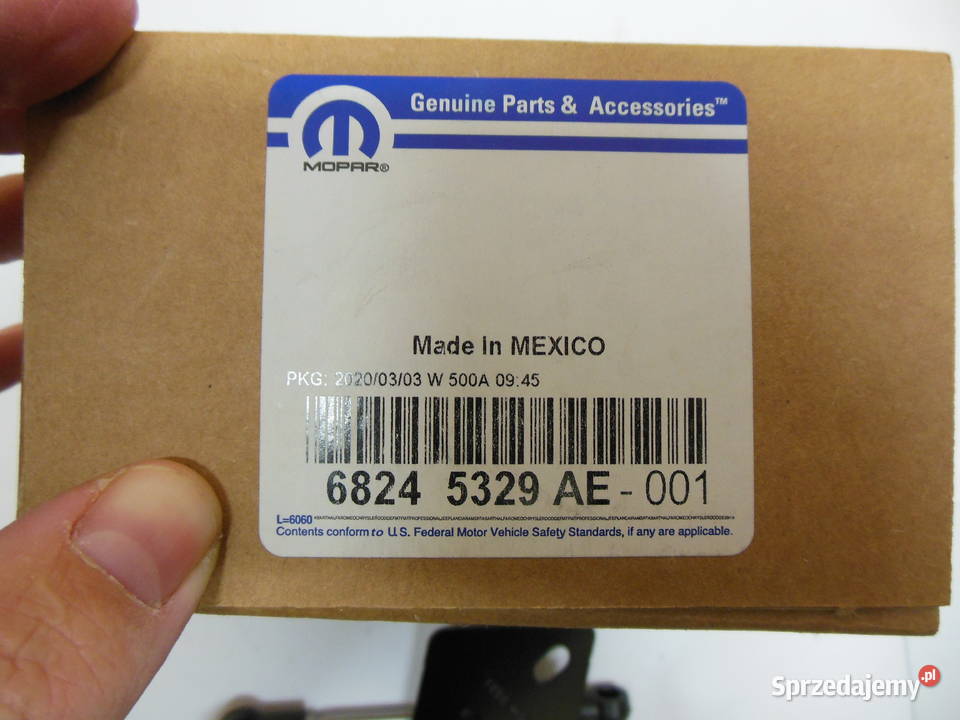 Genuine Parts & Accessories™
MOPAR®
Made In MEXICO
PKG: 2020/03/03 W 500A 09:45
6824 5329 AE - 001
L=6060
Contents conform to U.S. Federal Motor Vehicle Safety Standards, if any are applicable.
Sprzedajemy.pl